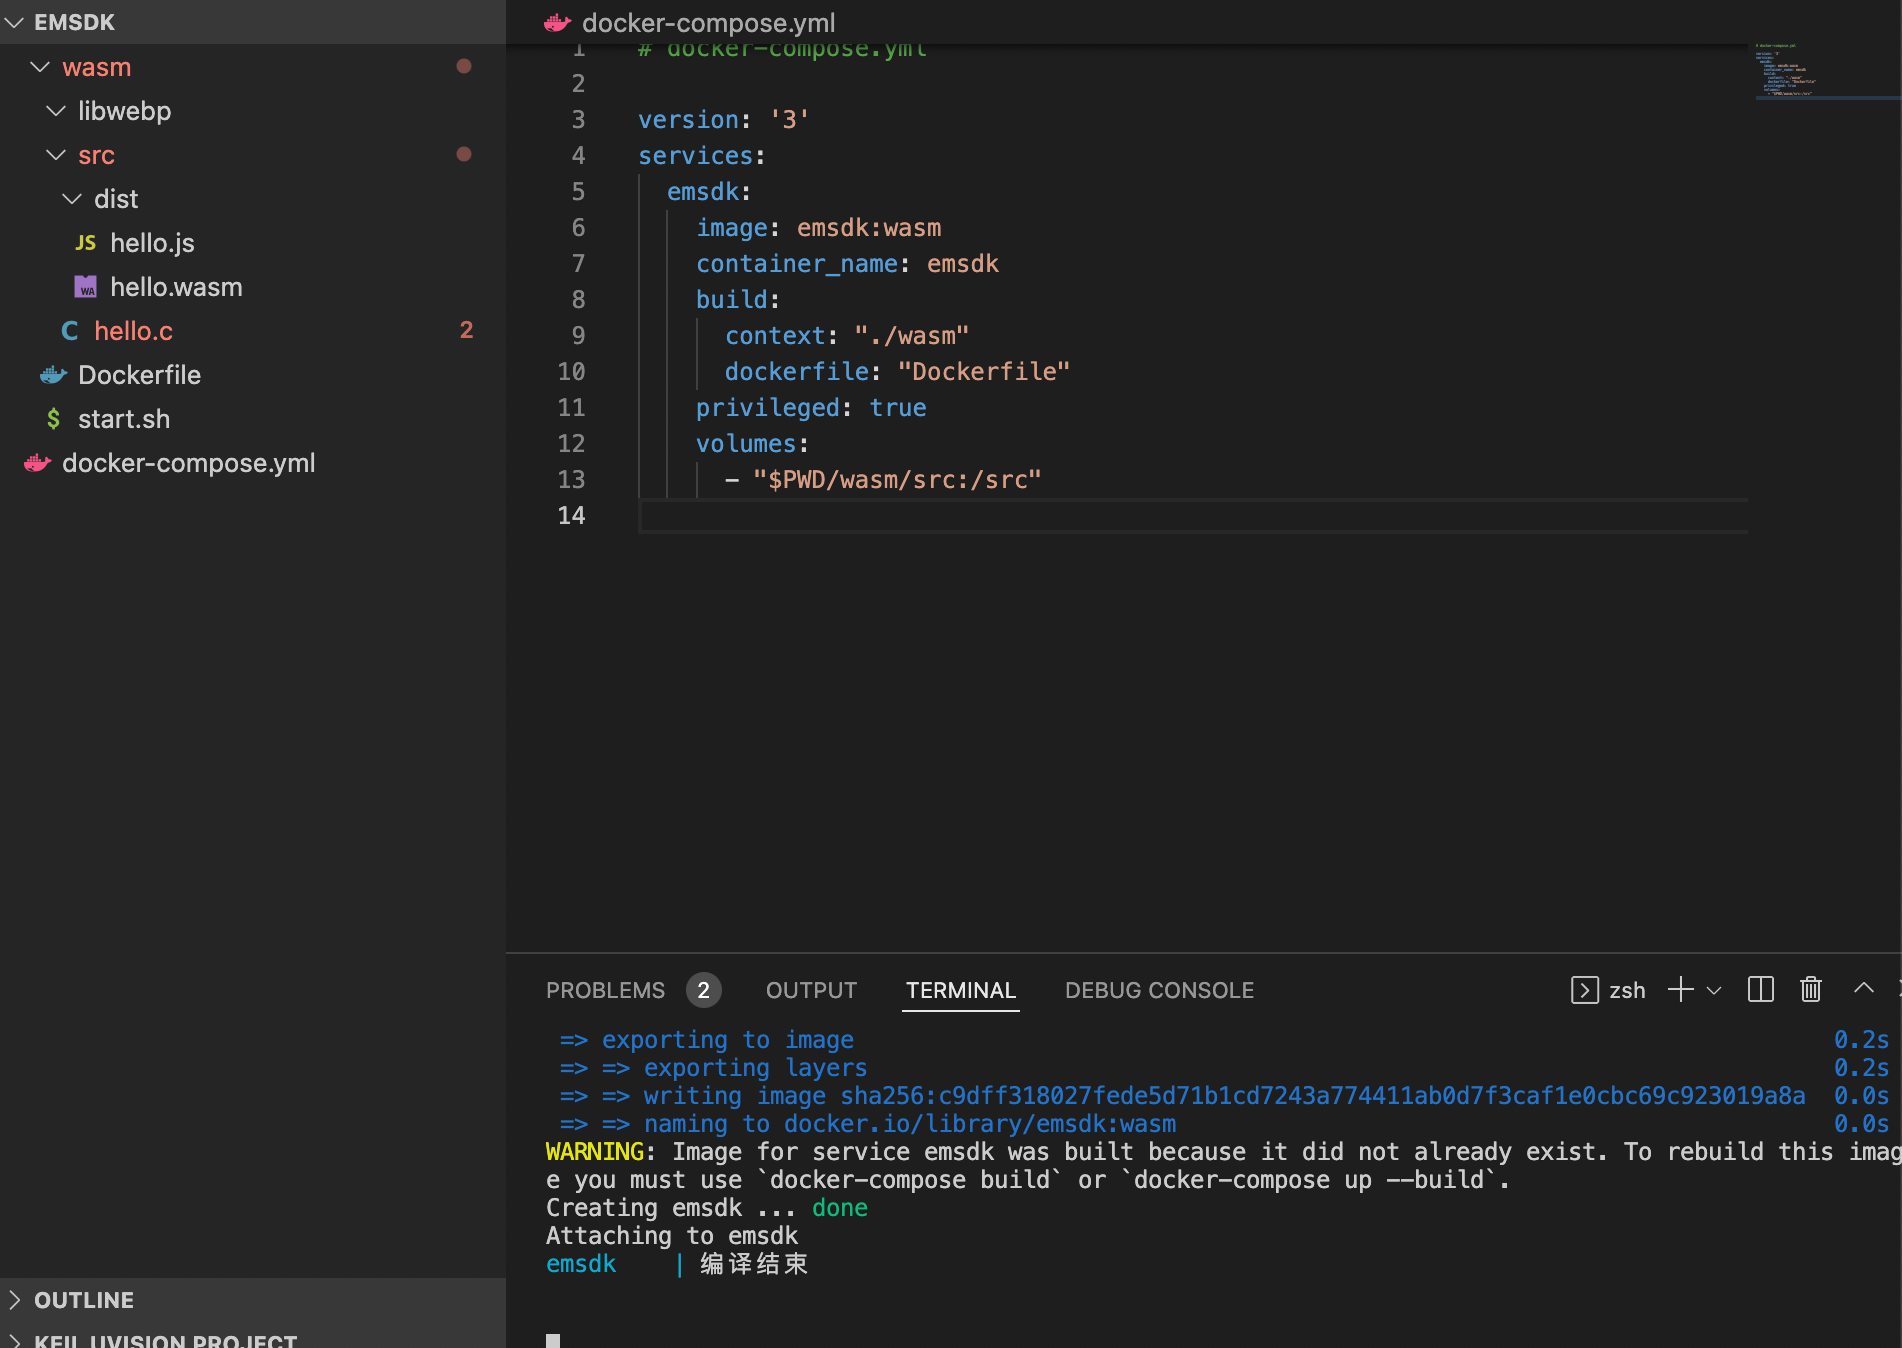 EMSDK
wasm
libwebp
src
dist
JS hello.js
WA hello.wasm
C hello.c 2
Dockerfile
$ start.sh
docker-compose.yml
OUTLINE
KEIL UVISION PROJECT
docker-compose.yml
1 # docker-compose.yml
2
3 version: '3'
4 services:
5 emsdk:
6 image: emsdk:wasm
7 container_name: emsdk
8 build:
9 context: "./wasm"
10 dockerfile: "Dockerfile"
11 privileged: true
12 volumes:
13 - "$PWD/wasm/src:/src"
14
PROBLEMS 2 OUTPUT TERMINAL DEBUG CONSOLE zsh
=> exporting to image 0.2s
=> => exporting layers 0.2s
=> => writing image sha256:c9dff318027fede5d71b1cd7243a774411ab0d7f3caf1e0cbc69c923019a8a 0.0s
=> => naming to docker.io/library/emsdk:wasm 0.0s
WARNING: Image for service emsdk was built because it did not already exist. To rebuild this imag
e you must use `docker-compose build` or `docker-compose up --build`.
Creating emsdk ... done
Attaching to emsdk
emsdk | 编译结束